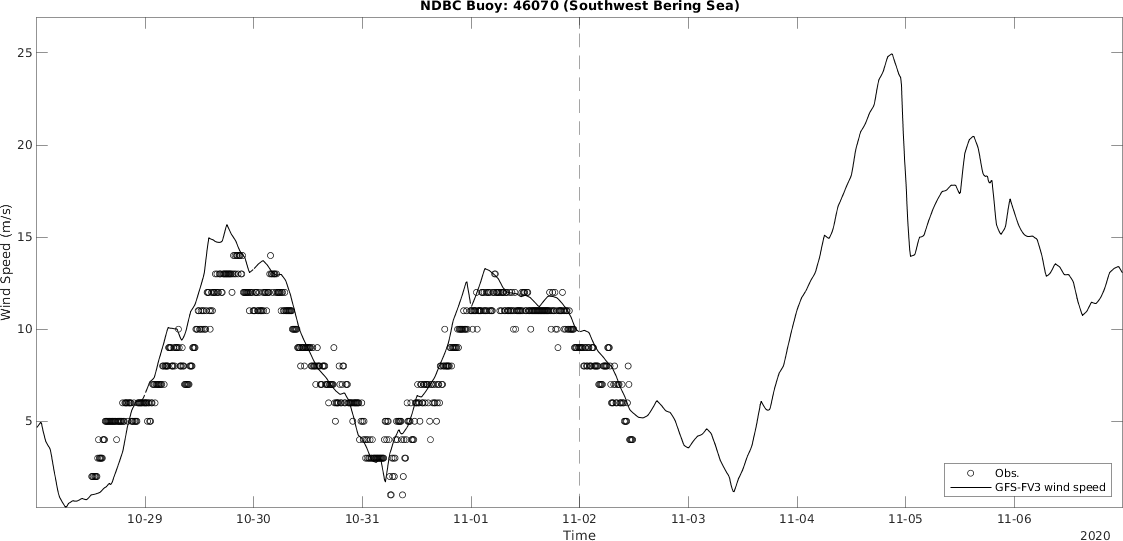 NDBC Buoy: 46070 (Southwest Bering Sea)
25
20
15
10
5
Wind Speed (m/s)
Obs.
GFS-FV3 wind speed
10-29 10-30 10-31 11-01 11-02 11-03 11-04 11-05 11-06
Time
2020